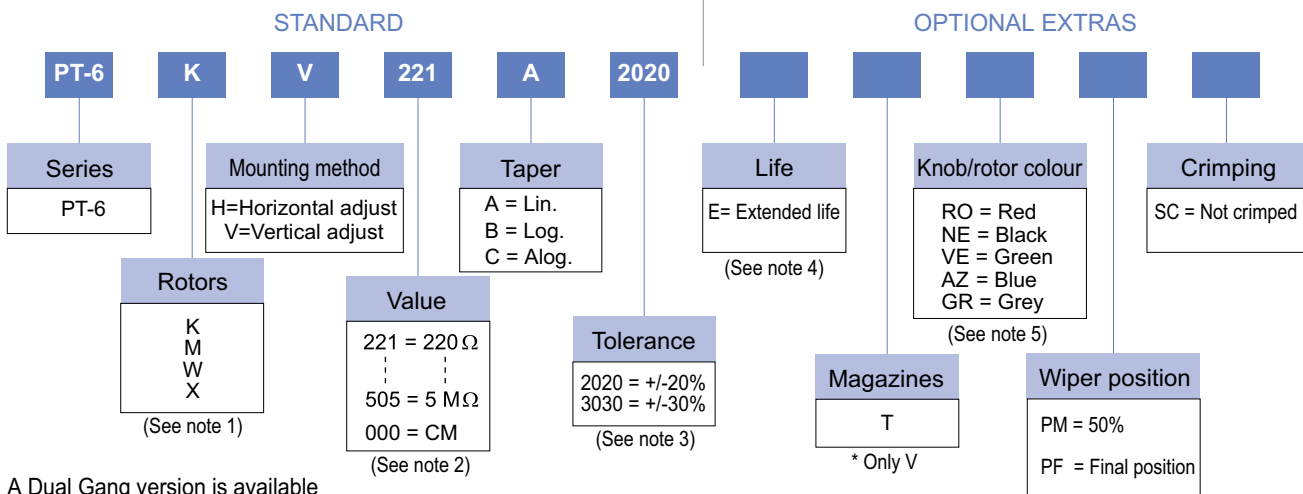 STANDARD
OPTIONAL EXTRAS
PT-6 K V 221 A 2020
Series
PT-6
Mounting method
H=Horizontal adjust
V=Vertical adjust
Taper
A = Lin.
B = Log.
C = Alog.
Life
E= Extended life
(See note 4)
Knob/rotor colour
RO = Red
NE = Black
VE = Green
AZ = Blue
GR = Grey
(See note 5)
Crimping
SC = Not crimped
Rotors
K
M
W
X
(See note 1)
Value
221 = 220 Ω
505 = 5 MΩ
000 = CM
(See note 2)
Tolerance
2020 = +/-20%
3030 = +/-30%
(See note 3)
Magazines
T
* Only V
Wiper position
PM = 50%
PF = Final position
A Dual Gang version is available